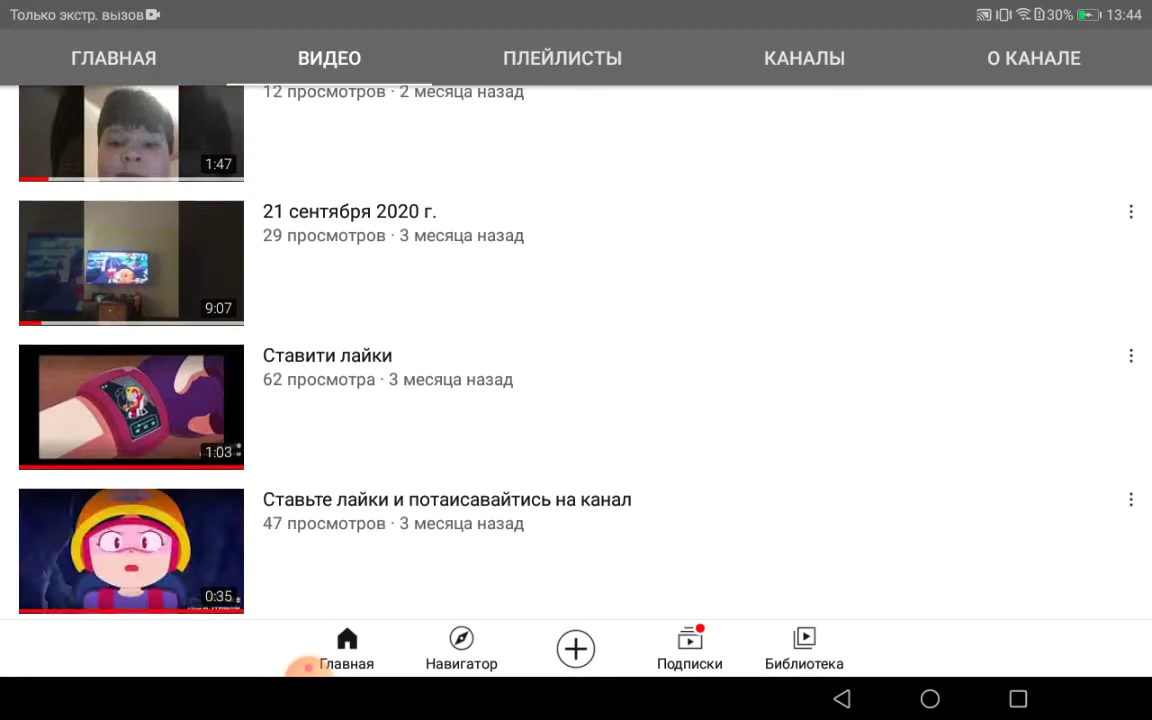 Только экстр. вызов 30% 13:44
ГЛАВНАЯ ВИДЕО ПЛЕЙЛИСТЫ КАНАЛЫ О КАНАЛЕ
12 просмотров · 2 месяца назад
1:47
21 сентября 2020 г.
29 просмотров · 3 месяца назад
9:07
Ставити лайки
62 просмотра · 3 месяца назад
1:03
Ставьте лайки и потаисавайтись на канал
47 просмотров · 3 месяца назад
0:35
Главная Навигатор Подписки Библиотека